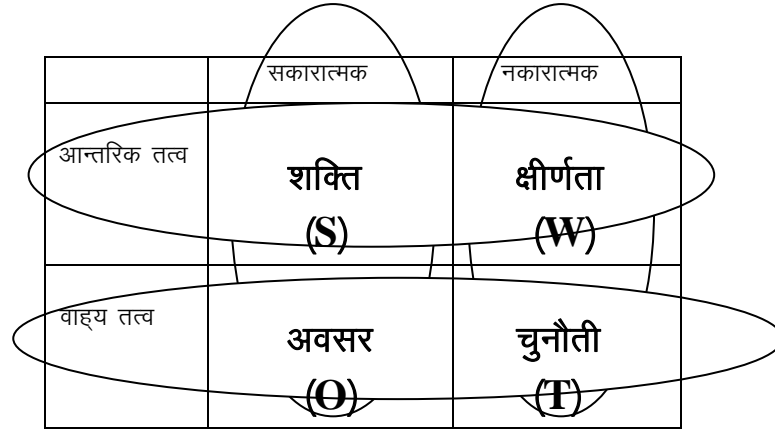 सकारात्मक नकारात्मक
आन्तरिक तत्व
शक्ति क्षीर्णता
(S) (W)
वाह्य तत्व
अवसर चुनौती
(O) (T)